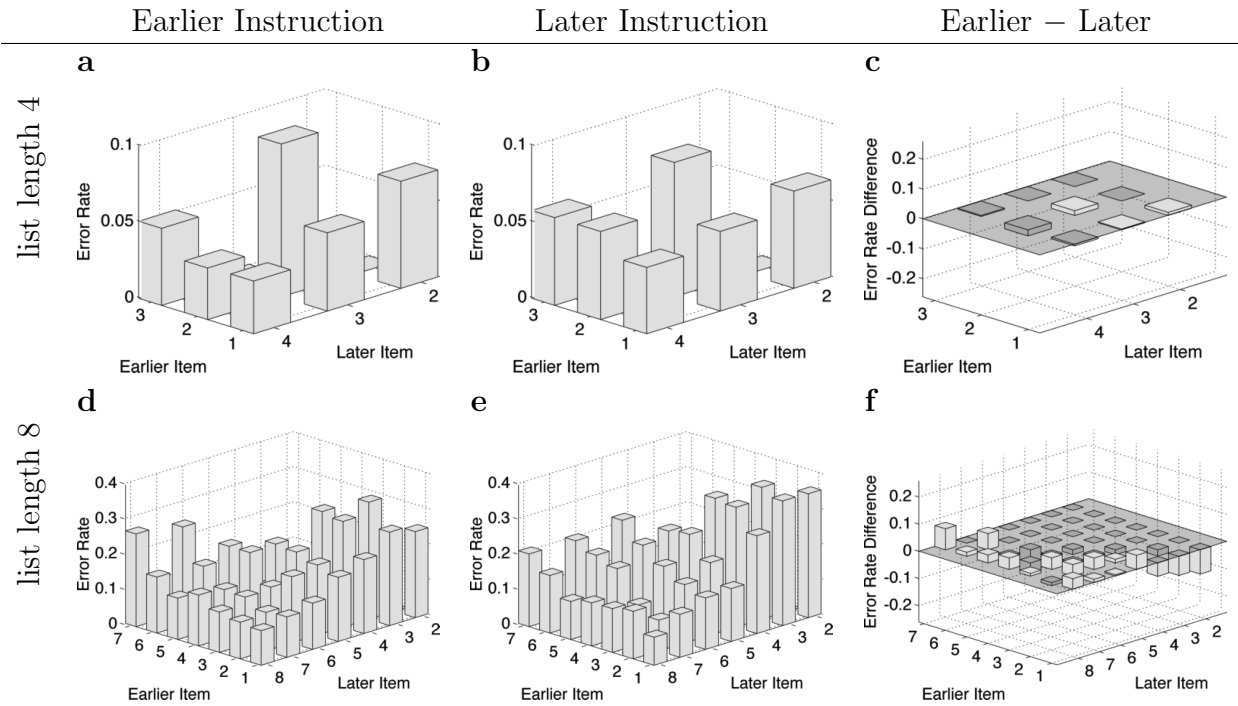 Earlier Instruction Later Instruction Earlier − Later
list length 4
a
0.1
0.05
0
Error Rate
3 2 1
Earlier Item
4 3 2
Later Item
b
0.1
0.05
0
Error Rate
3 2 1
Earlier Item
4 3 2
Later Item
c
0.2
0.1
0
-0.1
-0.2
Error Rate Difference
3 2 1
Earlier Item
4 3 2
Later Item
list length 8
d
0.4
0.3
0.2
0.1
0
Error Rate
7 6 5 4 3 2 1
Earlier Item
8 7 6 5 4 3 2
Later Item
e
0.4
0.3
0.2
0.1
0
Error Rate
7 6 5 4 3 2 1
Earlier Item
8 7 6 5 4 3 2
Later Item
f
0.2
0.1
0
-0.1
-0.2
Error Rate Difference
7 6 5 4 3 2 1
Earlier Item
8 7 6 5 4 3 2
Later Item